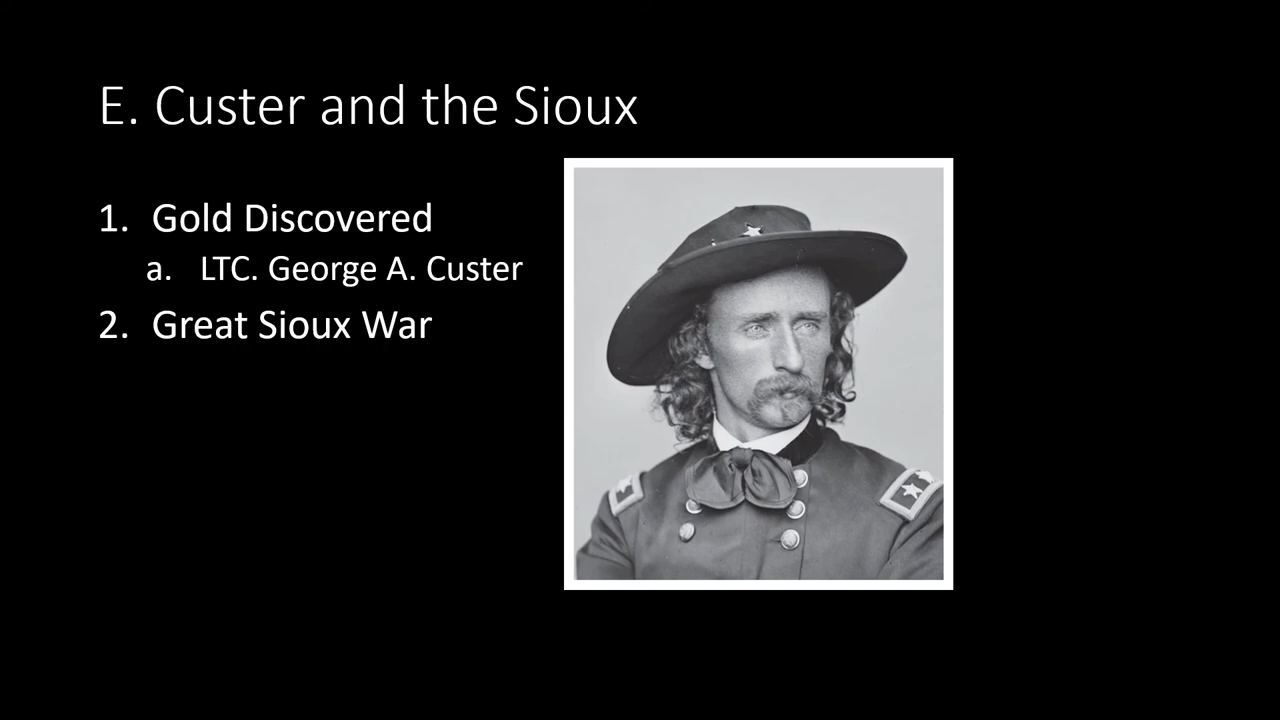 E. Custer and the Sioux
1. Gold Discovered
a. LTC. George A. Custer
2. Great Sioux War